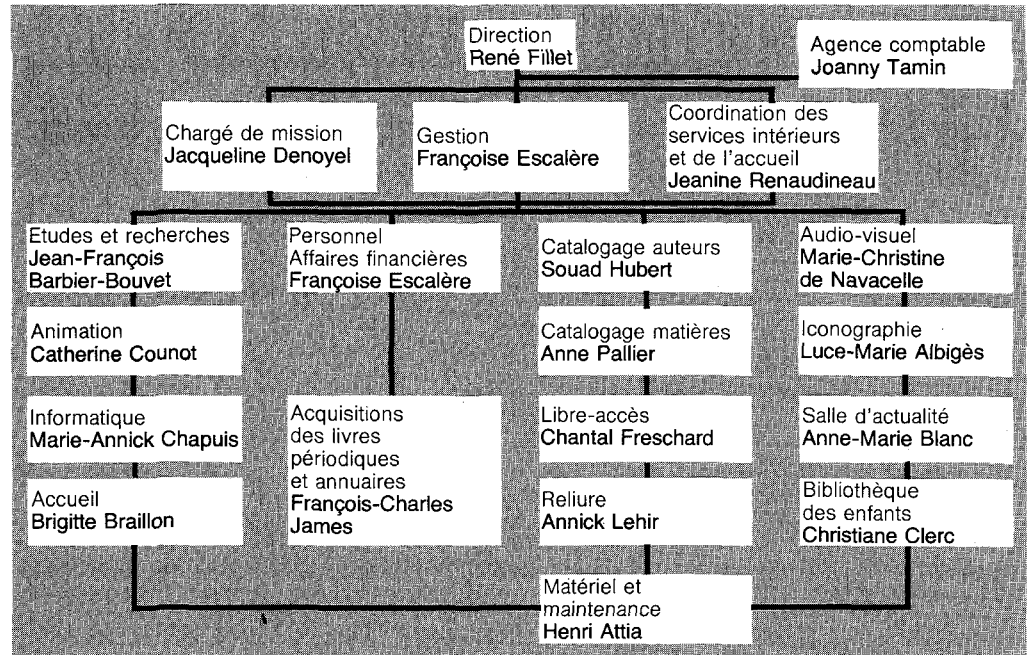 Direction
René Fillet
Agence comptable
Joanny Tamin
Chargé de mission
Jacqueline Denoyel
Gestion
Françoise Escalère
Coordination des
services intérieurs
et de l'accueil
Jeanine Renaudineau
Etudes et recherches
Jean-François
Barbier-Bouvet
Personnel
Affaires financières
Françoise Escalère
Catalogage auteurs
Souad Hubert
Audio-visuel
Marie-Christine
de Navacelle
Animation
Catherine Counot
Catalogage matières
Anne Pallier
Iconographie
Luce-Marie Albigès
Informatique
Marie-Annick Chapuis
Acquisitions
des livres
périodiques
et annuaires
François-Charles
James
Libre-accès
Chantal Freschard
Salle d'actualité
Anne-Marie Blanc
Accueil
Brigitte Braillon
Reliure
Annick Lehir
Bibliothèque
des enfants
Christiane Clerc
Matériel et
maintenance
Henri Attia